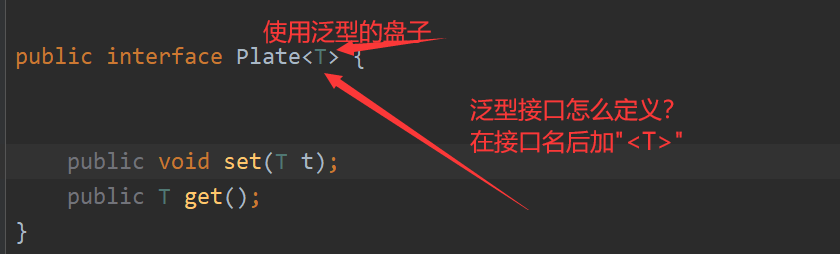 使用泛型的盘子
public interface Plate<T> {
泛型接口怎么定义?
在接口名后加"<T>"
public void set(T t);
public T get();
}